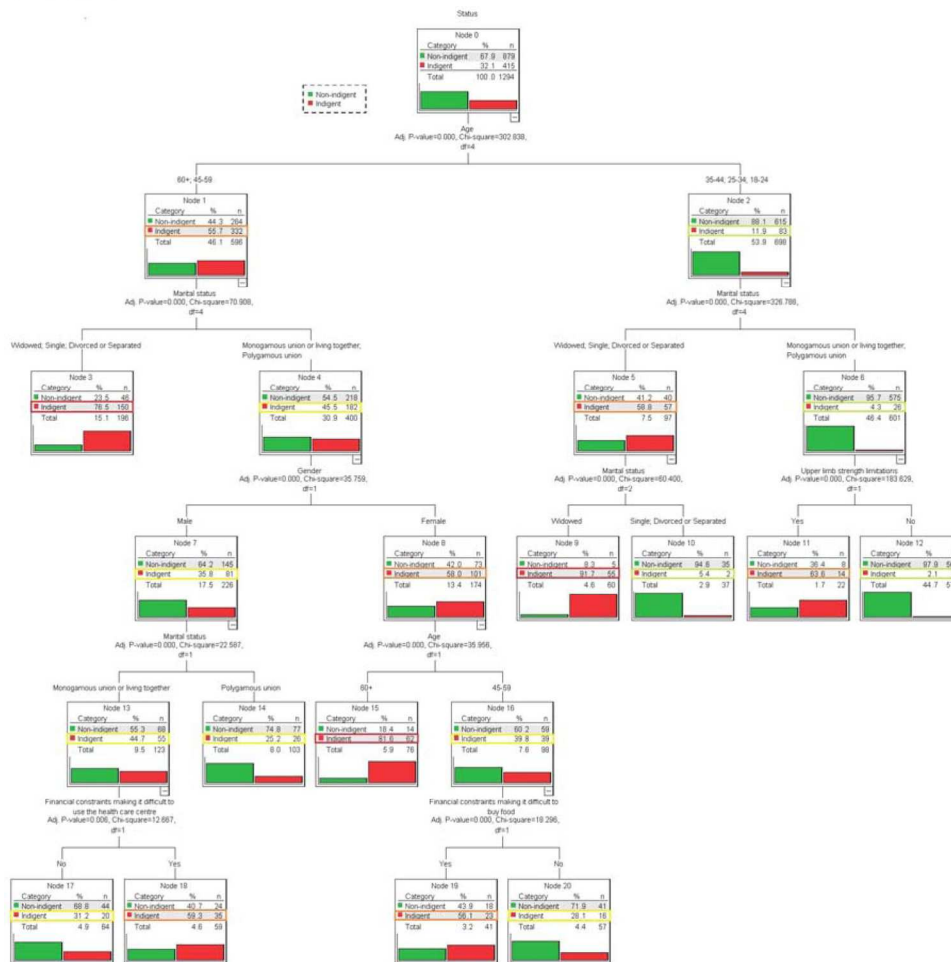 Status
Node 0
Category % n
Non-indigent 67.9 879
Indigent 32.1 415
Total 100.0 1294
Non-indigent
Indigent
Age
Adj. P-value=0.000, Chi-square=302.838,
df=4
60+; 45-59
35-44; 25-34; 18-24
Node 1
Category % n
Non-indigent 44.3 264
Indigent 55.7 332
Total 46.1 596
Node 2
Category % n
Non-indigent 88.1 615
Indigent 11.9 83
Total 53.9 698
Marital status
Adj. P-value=0.000, Chi-square=70.908,
df=4
Marital status
Adj. P-value=0.000, Chi-square=326.788,
df=4
Widowed; Single; Divorced or Separated
Monogamous union or living together;
Polygamous union
Widowed; Single; Divorced or Separated
Monogamous union or living together;
Polygamous union
Node 3
Category % n
Non-indigent 23.5 46
Indigent 76.5 150
Total 15.1 196
Node 4
Category % n
Non-indigent 54.5 218
Indigent 45.5 182
Total 30.9 400
Node 5
Category % n
Non-indigent 41.2 40
Indigent 58.8 57
Total 7.5 97
Node 6
Category % n
Non-indigent 95.7 575
Indigent 4.3 26
Total 46.4 601
Gender
Adj. P-value=0.000, Chi-square=35.759,
df=1
Marital status
Adj. P-value=0.000, Chi-square=60.400,
df=2
Upper limb strength limitations
Adj. P-value=0.000, Chi-square=183.629,
df=1
Male
Female
Widowed
Single; Divorced or Separated
Yes
No
Node 7
Category % n
Non-indigent 64.2 145
Indigent 35.8 81
Total 17.5 226
Node 8
Category % n
Non-indigent 42.0 73
Indigent 58.0 101
Total 13.4 174
Node 9
Category % n
Non-indigent 8.3 5
Indigent 91.7 55
Total 4.6 60
Node 10
Category % n
Non-indigent 94.6 35
Indigent 5.4 2
Total 2.9 37
Node 11
Category % n
Non-indigent 36.4 8
Indigent 63.6 14
Total 1.7 22
Node 12
Category %
Non-indigent 97.9
Indigent 2.1
Total 44.7
Marital status
Adj. P-value=0.000, Chi-square=22.587,
df=1
Age
Adj. P-value=0.000, Chi-square=35.956,
df=1
Monogamous union or living together
Polygamous union
60+
45-59
Node 13
Category % n
Non-indigent 55.3 68
Indigent 44.7 55
Total 9.5 123
Node 14
Category % n
Non-indigent 74.8 77
Indigent 25.2 26
Total 8.0 103
Node 15
Category % n
Non-indigent 18.4 14
Indigent 81.6 62
Total 5.9 76
Node 16
Category % n
Non-indigent 60.2 59
Indigent 39.8 39
Total 7.6 98
Financial constraints making it difficult to
use the health care centre
Adj. P-value=0.006, Chi-square=12.667,
df=1
Financial constraints making it difficult to
buy food
Adj. P-value=0.000, Chi-square=18.296,
df=1
No
Yes
Yes
No
Node 17
Category % n
Non-indigent 68.8 44
Indigent 31.2 20
Total 4.9 64
Node 18
Category % n
Non-indigent 40.7 24
Indigent 59.3 35
Total 4.6 59
Node 19
Category % n
Non-indigent 43.9 18
Indigent 56.1 23
Total 3.2 41
Node 20
Category % n
Non-indigent 71.9 41
Indigent 28.1 16
Total 4.4 57